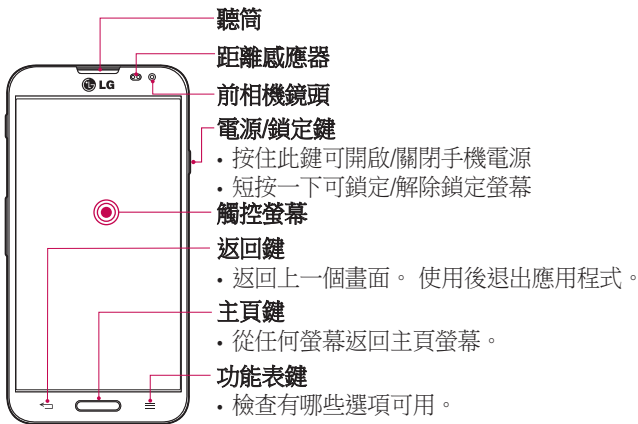 聽筒
距離感應器
前相機鏡頭
電源/鎖定鍵
• 按住此鍵可開啟/關閉手機電源
• 短按一下可鎖定/解除鎖定螢幕
觸控螢幕
返回鍵
• 返回上一個畫面。 使用後退出應用程式。
主頁鍵
• 從任何螢幕返回主頁螢幕。
功能表鍵
• 檢查有哪些選項可用。
LG